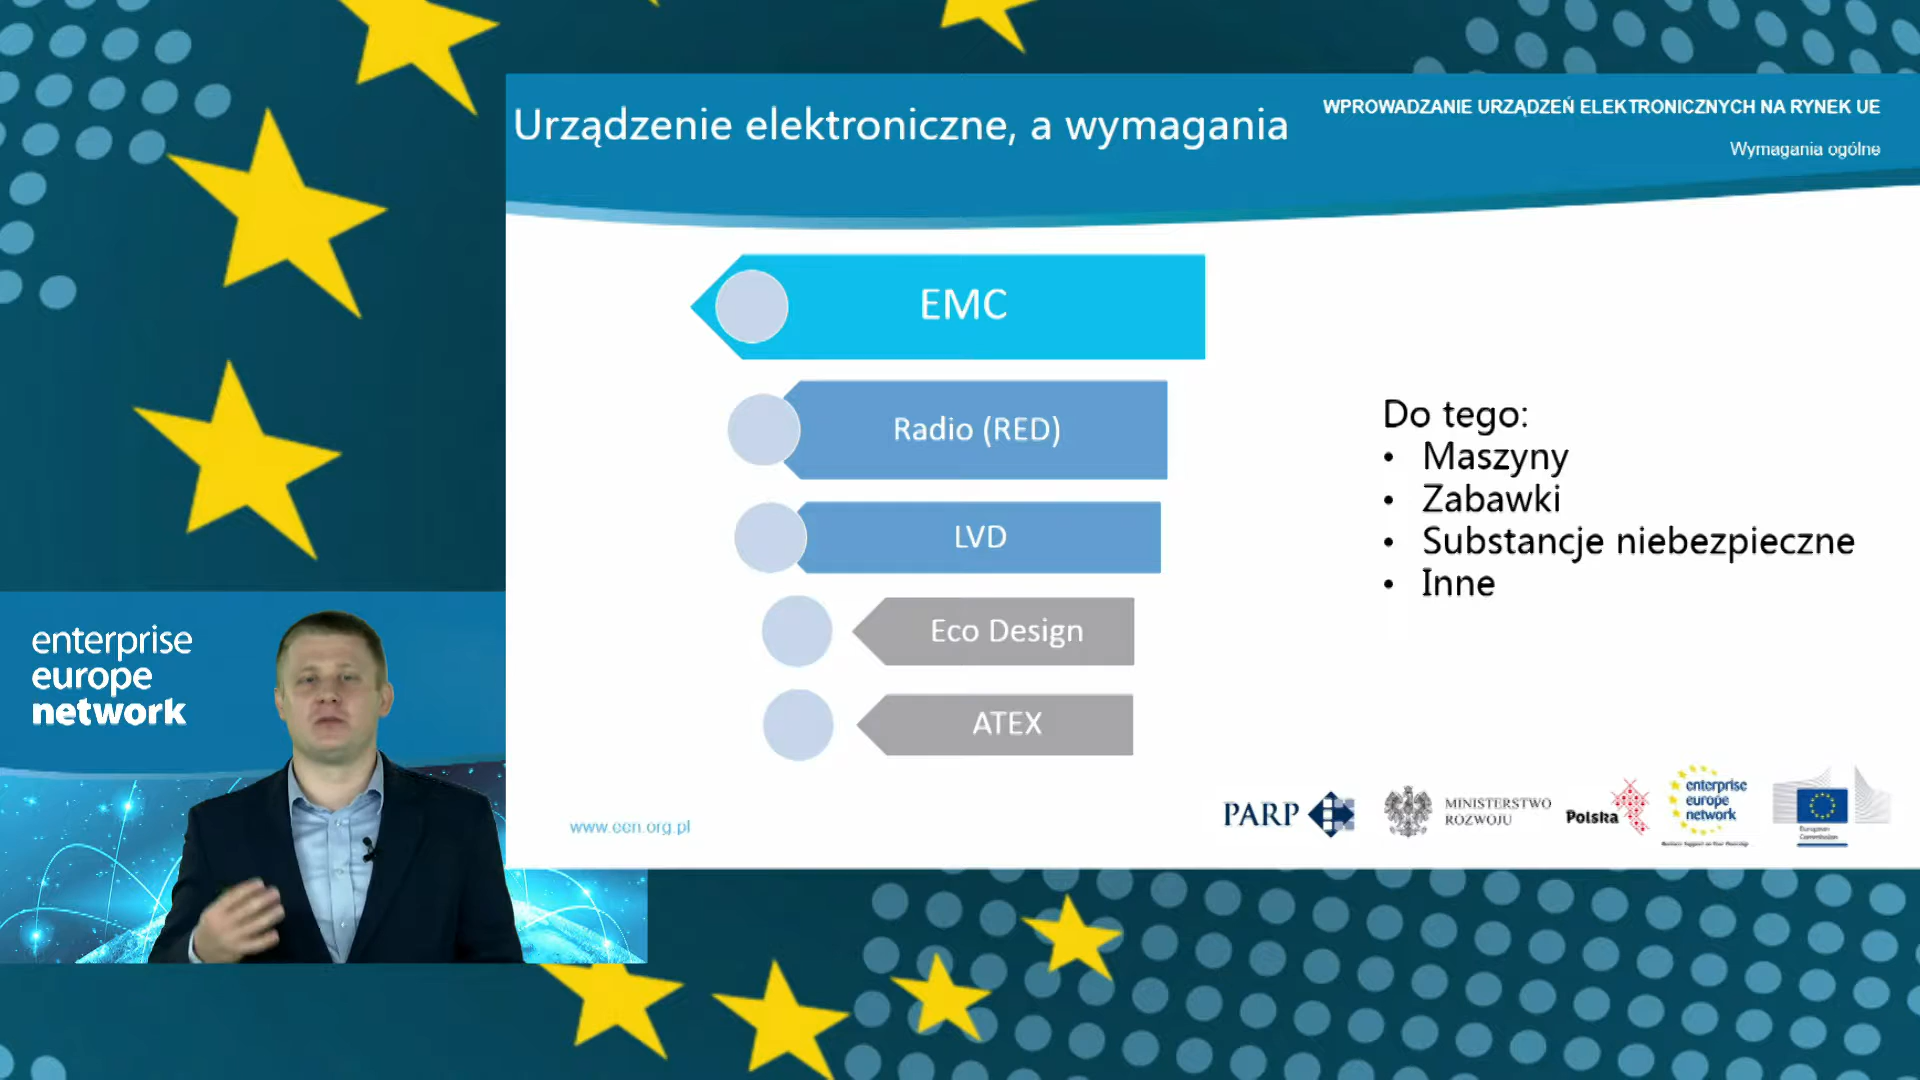 Urządzenie elektroniczne, a wymagania
WPROWADZANIE URZĄDZEŃ ELEKTRONICZNYCH NA RYNEK UE
Wymagania ogólne
EMC
Radio (RED)
LVD
Eco Design
ATEX
Do tego:
• Maszyny
• Zabawki
• Substancje niebezpieczne
• Inne
enterprise
europe
network
www.een.org.pl
PARP
MINISTERSTWO
ROZWOJU
Polska
enterprise
europe
network
European
Commission